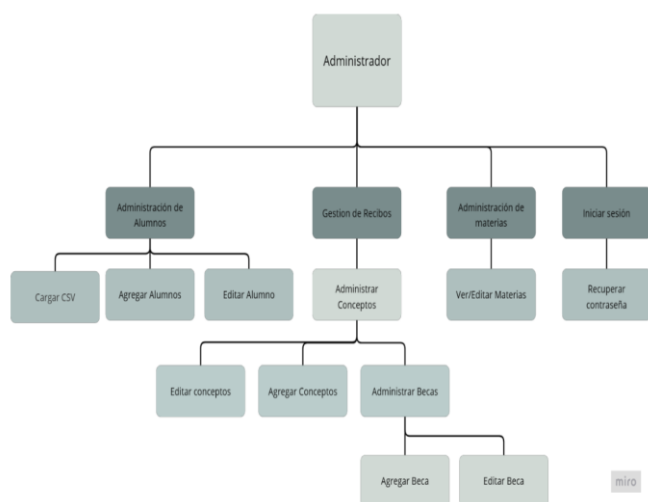 Administrador
Administración de
Alumnos
Gestion de Recibos
Administración de
materias
Iniciar sesión
Cargar CSV
Agregar Alumnos
Editar Alumno
Administrar
Conceptos
Ver/Editar Materias
Recuperar
contraseña
Editar conceptos
Agregar Conceptos
Administrar Becas
Agregar Beca
Editar Beca
miro